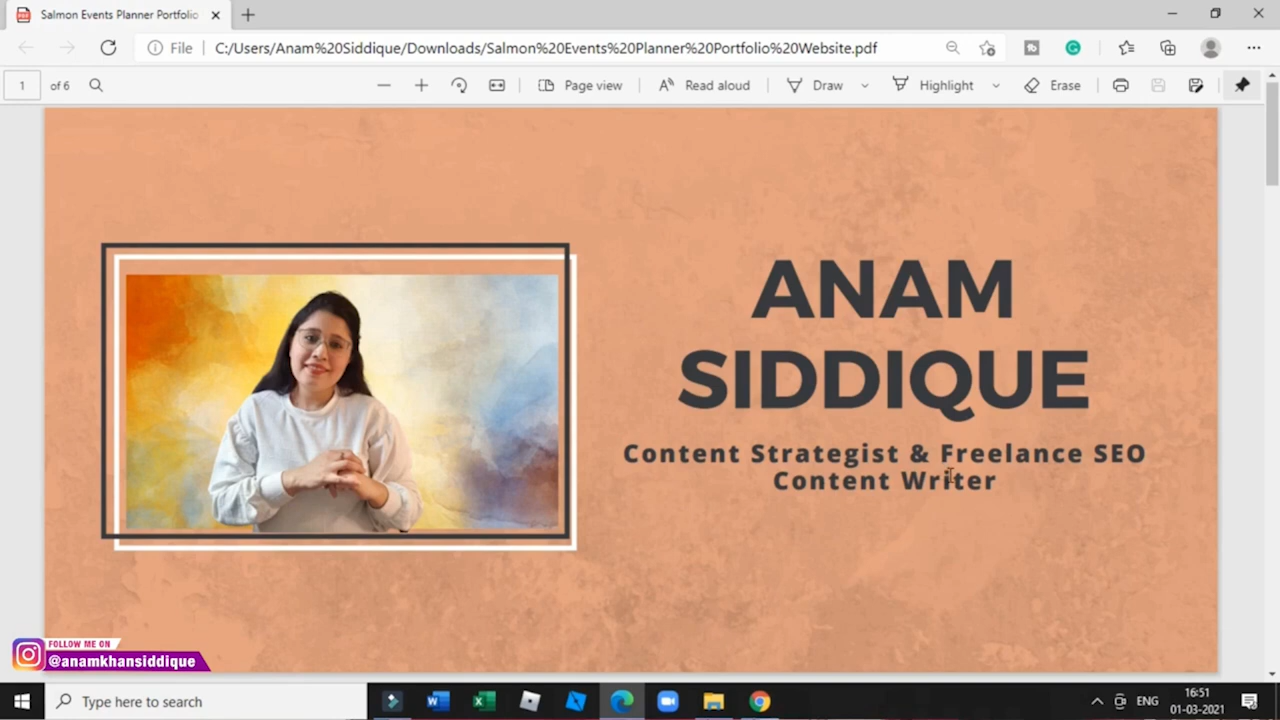 Salmon Events Planner Portfolio
File
C:/Users/Anam%20Siddique/Downloads/Salmon%20Events%20Planner%20Portfolio%20Website.pdf
1 of 6
Page view
Read aloud
Draw
Highlight
Erase
ANAM
SIDDIQUE
Content Strategist & Freelance SEO
Content Writer
FOLLOW ME ON
@anamkhansiddique
Type here to search
ENG
16:51
01-03-2021